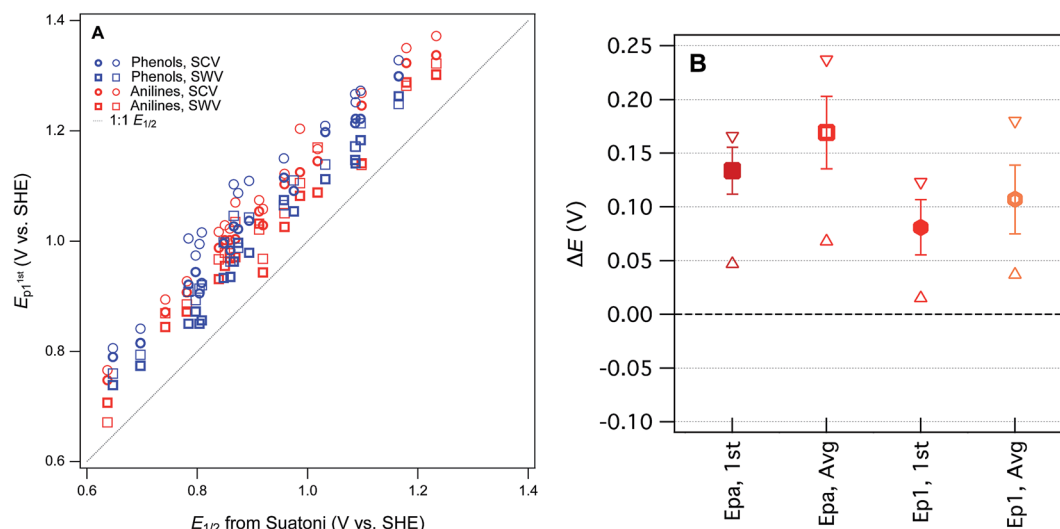 A
Phenols, SCV
Phenols, SWV
Anilines, SCV
Anilines, SWV
1:1 E1/2
1.4
1.2
1.0
0.8
0.6
Ep1 1st (V vs. SHE)
0.6 0.8 1.0 1.2 1.4
E1/2 from Suatoni (V vs. SHE)
B
0.25
0.20
0.15
0.10
0.05
0.00
-0.05
-0.10
ΔE (V)
Epa, 1st
Epa, Avg
Ep1, 1st
Ep1, Avg